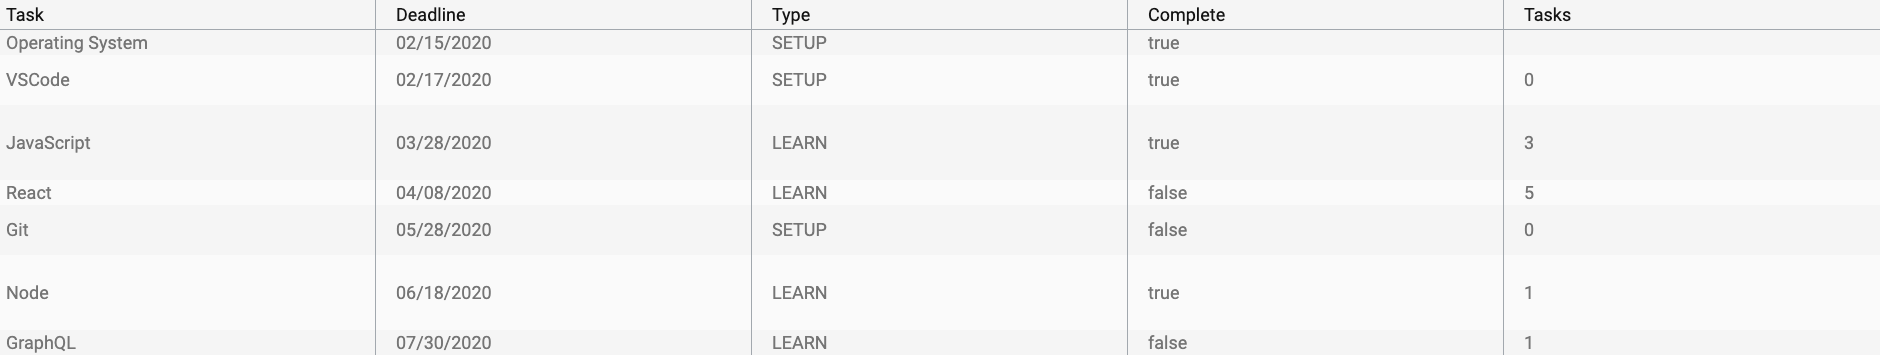 Task Deadline Type Complete Tasks
Operating System 02/15/2020 SETUP true
VSCode 02/17/2020 SETUP true 0
JavaScript 03/28/2020 LEARN true 3
React 04/08/2020 LEARN false 5
Git 05/28/2020 SETUP false 0
Node 06/18/2020 LEARN true 1
GraphQL 07/30/2020 LEARN false 1